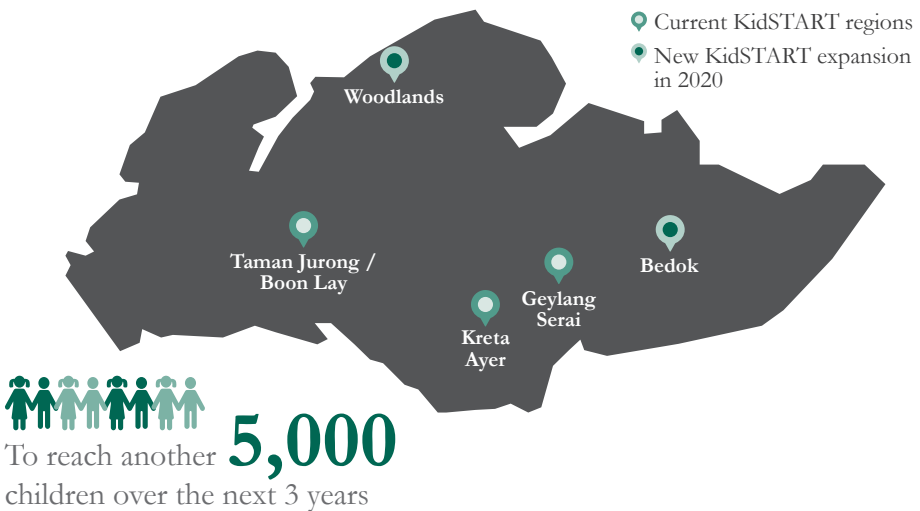 Current KidSTART regions
New KidSTART expansion
in 2020
Woodlands
Taman Jurong /
Boon Lay
Bedok
Geylang
Serai
Kreta
Ayer
To reach another 5,000
children over the next 3 years